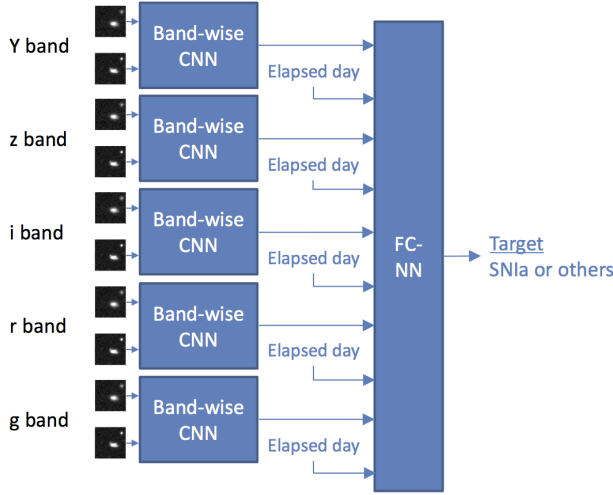 Y band
Band-wise
CNN
Elapsed day
z band
Band-wise
CNN
Elapsed day
i band
Band-wise
CNN
Elapsed day
r band
Band-wise
CNN
Elapsed day
g band
Band-wise
CNN
Elapsed day
FC-
NN
Target
SNIa or others